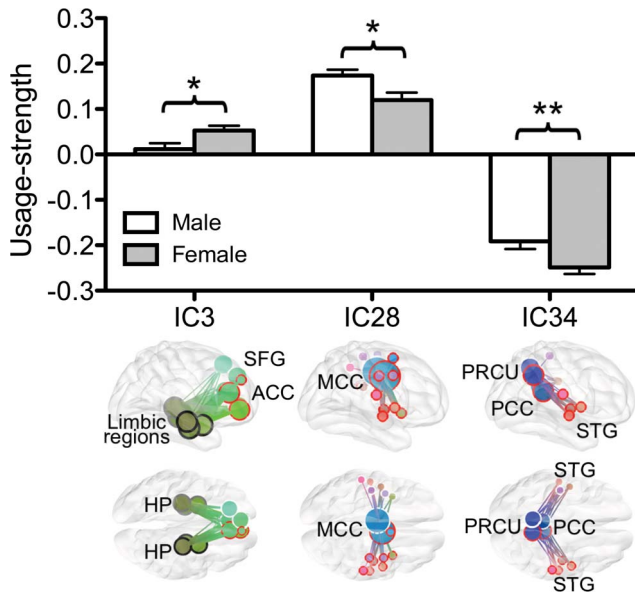 Usage-strength
0.3
0.2
0.1
0.0
-0.1
-0.2
-0.3
*
*
**
Male
Female
IC3 IC28 IC34
SFG
ACC
Limbic
regions
MCC
PRCU
PCC
STG
HP
HP
MCC
STG
PRCU
PCC
STG